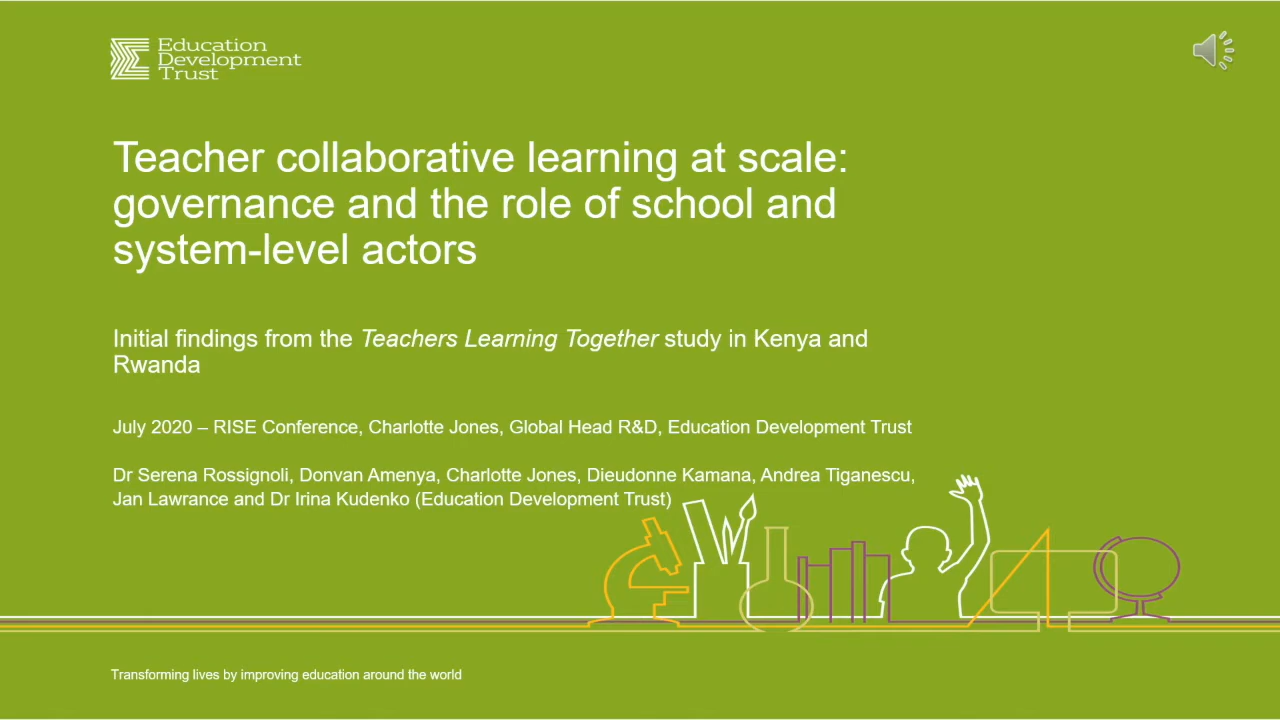 Education
Development
Trust
Teacher collaborative learning at scale:
governance and the role of school and
system-level actors
Initial findings from the Teachers Learning Together study in Kenya and
Rwanda
July 2020 – RISE Conference, Charlotte Jones, Global Head R&D, Education Development Trust
Dr Serena Rossignoli, Donvan Amenya, Charlotte Jones, Dieudonne Kamana, Andrea Tiganescu,
Jan Lawrance and Dr Irina Kudenko (Education Development Trust)
Transforming lives by improving education around the world